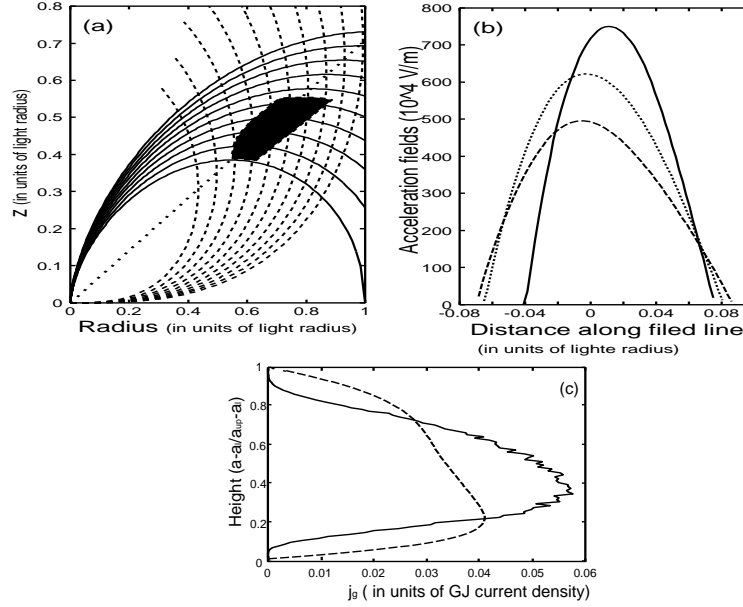 (a)
0.8
0.7
0.6
0.5
0.4
0.3
0.2
0.1
0
Z (in units of light radius)
0 0.2 0.4 0.6 0.8 1
Radius (in units of light radius)
(b)
800
700
600
500
400
300
200
100
0
Acceleration fields (10^4 V/m)
-0.08 -0.04 0 0.04 0.08
Distance along filed line
(in units of lighte radius)
(c)
1
0.8
0.6
0.4
0.2
0
Height (a-al/aup-al)
0 0.01 0.02 0.03 0.04 0.05 0.06
jg ( in units of GJ current density)